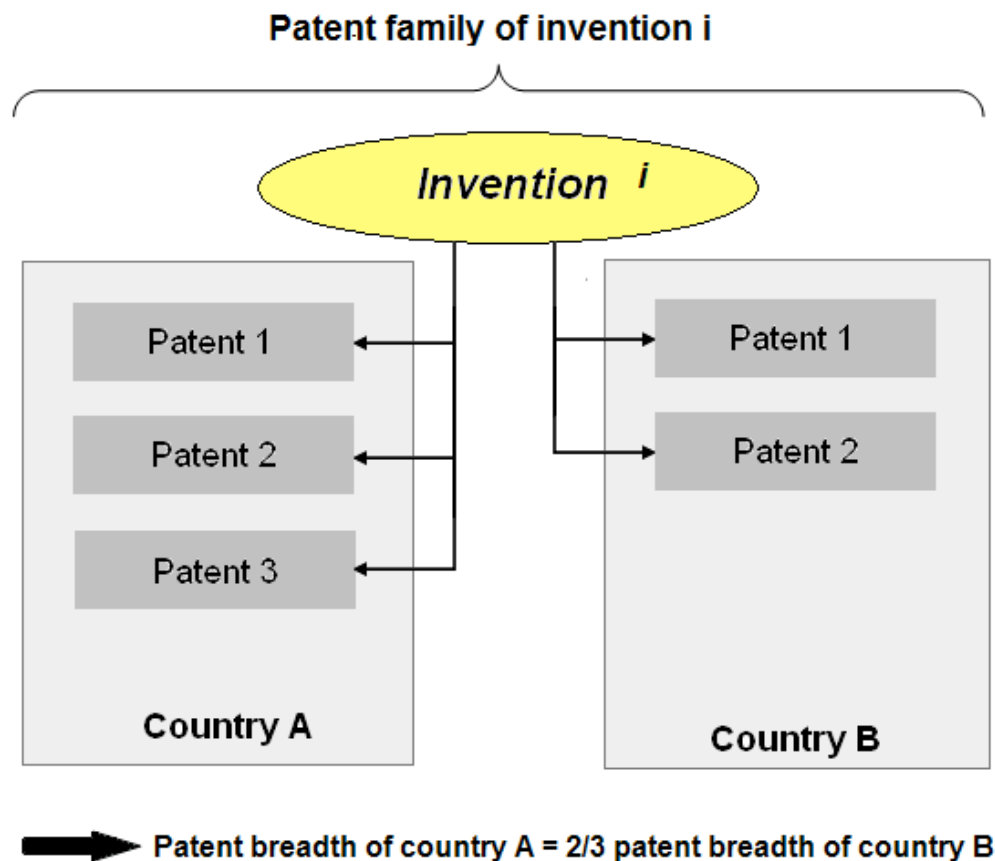 Patent family of invention i
Invention i
Patent 1
Patent 2
Patent 3
Country A
Patent 1
Patent 2
Country B
Patent breadth of country A = 2/3 patent breadth of country B